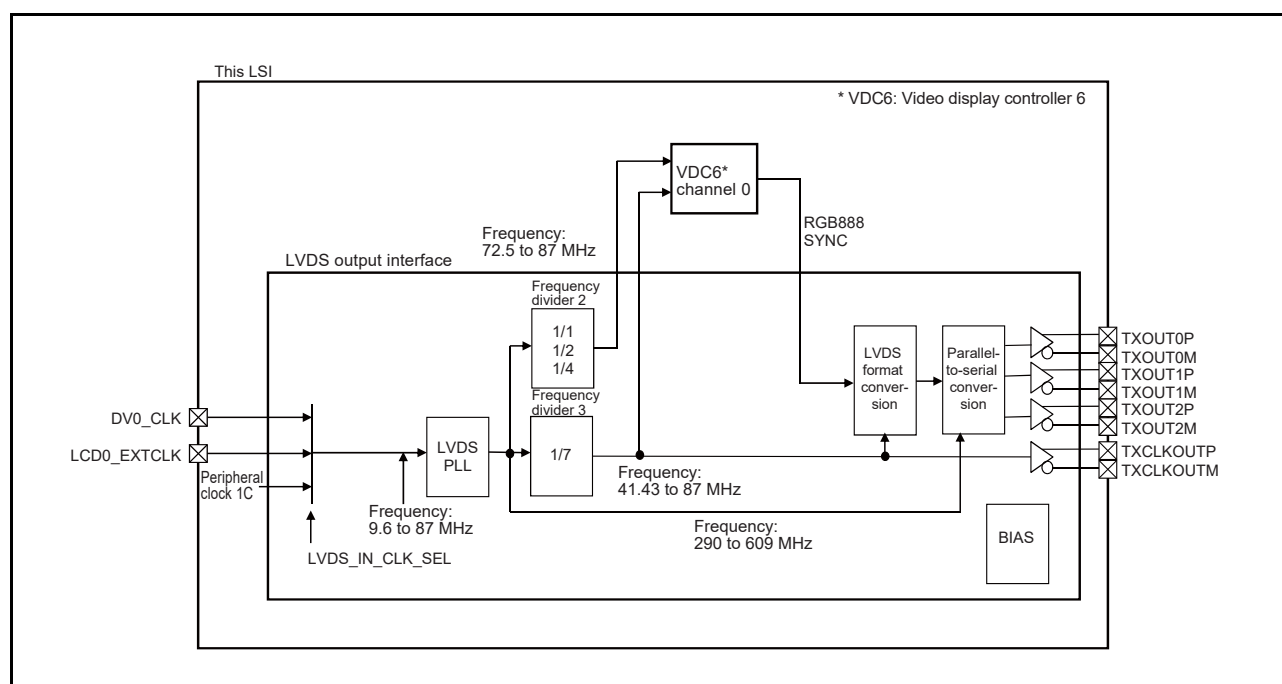 This LSI
* VDC6: Video display controller 6
VDC6*
channel 0
RGB888
SYNC
Frequency:
72.5 to 87 MHz
LVDS output interface
Frequency
divider 2
1/1
1/2
1/4
Frequency
divider 3
1/7
LVDS
PLL
LVDS
format
conver-
sion
Parallel-
to-serial
conver-
sion
TXOUT0P
TXOUT0M
TXOUT1P
TXOUT1M
TXOUT2P
TXOUT2M
TXCLKOUTP
TXCLKOUTM
DV0_CLK
LCD0_EXTCLK
Peripheral
clock 1C
Frequency:
9.6 to 87 MHz
LVDS_IN_CLK_SEL
Frequency:
41.43 to 87 MHz
Frequency:
290 to 609 MHz
BIAS